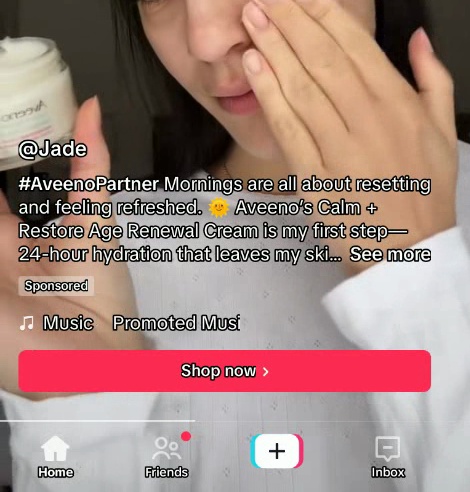 @Jade
#AveenoPartner Mornings are all about resetting
and feeling refreshed. 🌞 Aveeno's Calm +
Restore Age Renewal Cream is my first step—
24-hour hydration that leaves my ski... See more
Sponsored
Music Promoted Musi
Shop now >
Home
Friends
Inbox